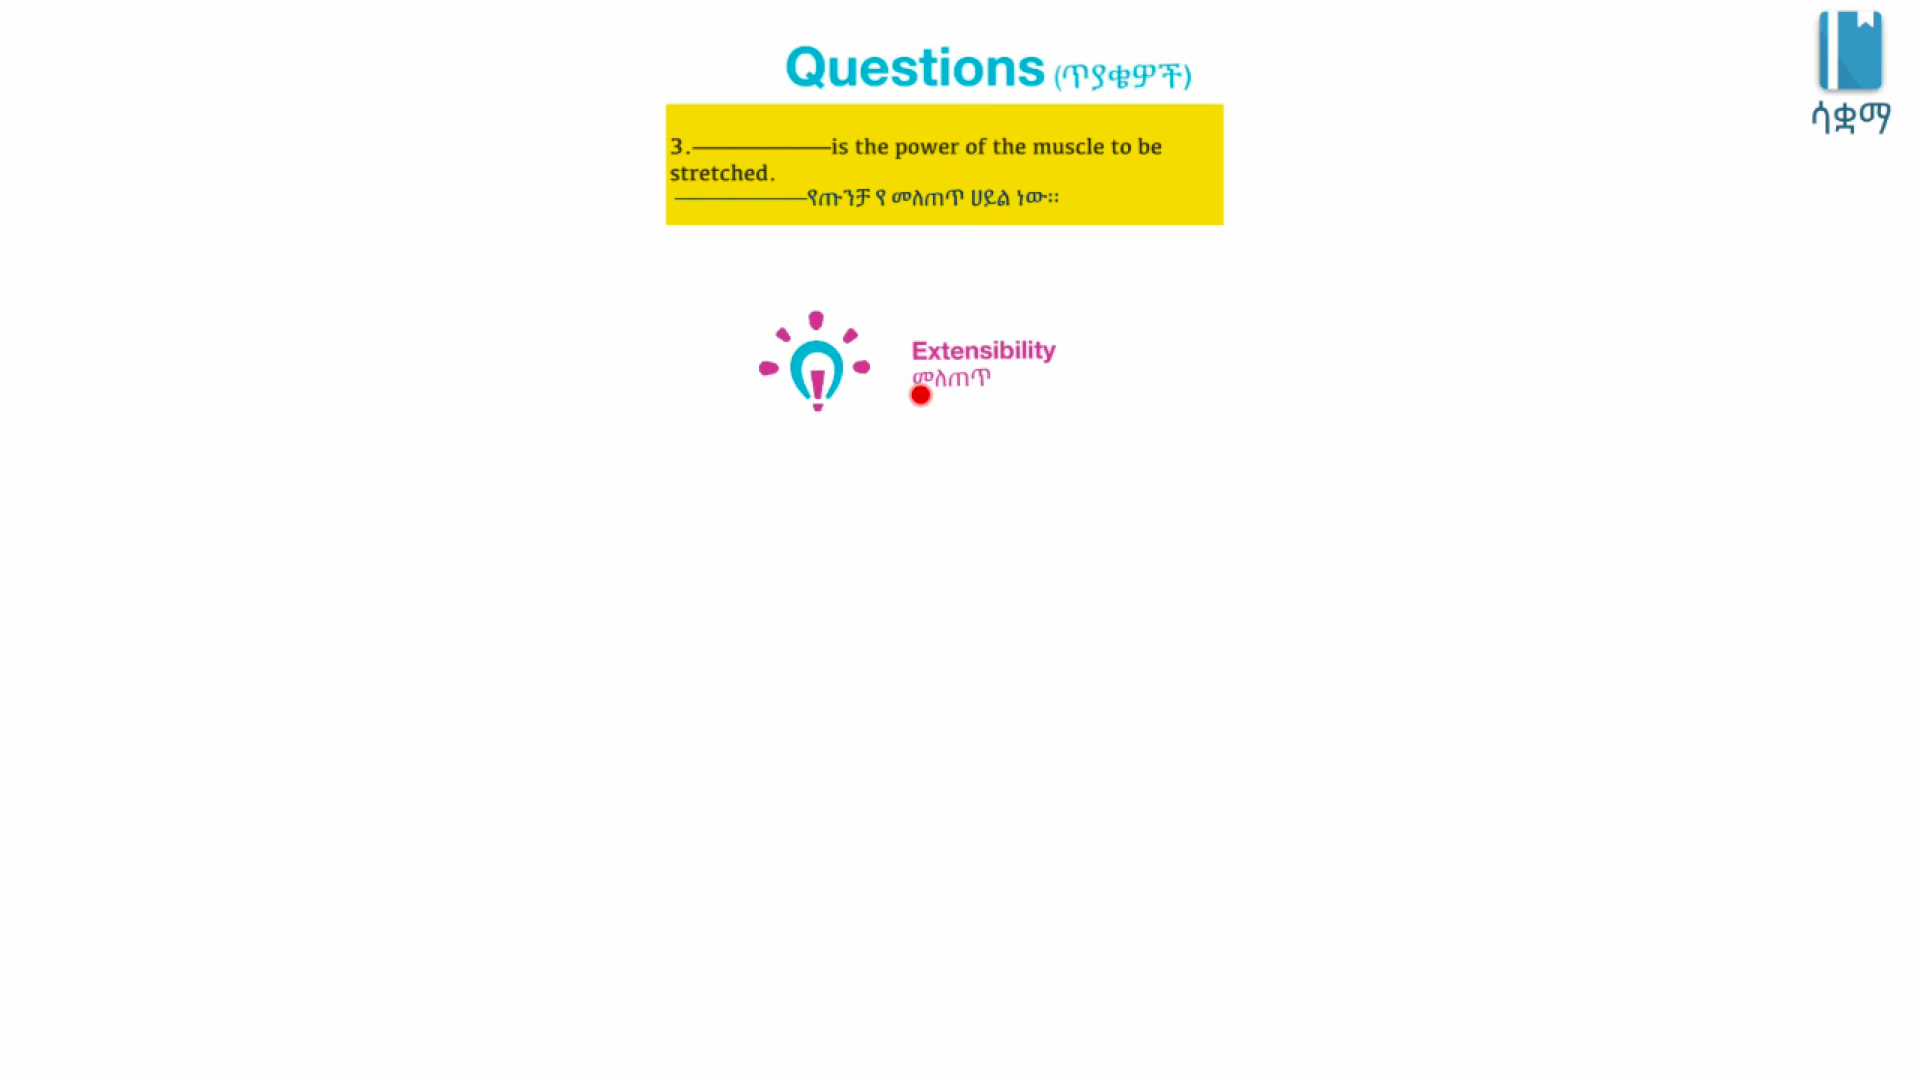 Questions (ጥያቄዎች)
ሳቋማ
3.——————is the power of the muscle to be
stretched.
——————የጡንቻ የ መለጠጥ ሀይል ነው።
Extensibility
መለጠጥ